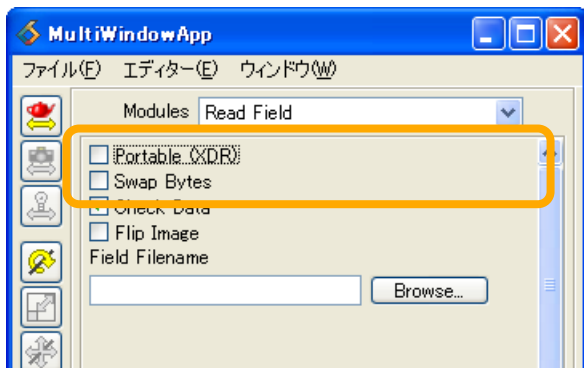 MultiWindowApp
ファイル(F) エディター(E) ウィンドウ(W)
Modules Read Field
Portable (XDR)
Swap Bytes
Check Data
Flip Image
Field Filename
Browse...